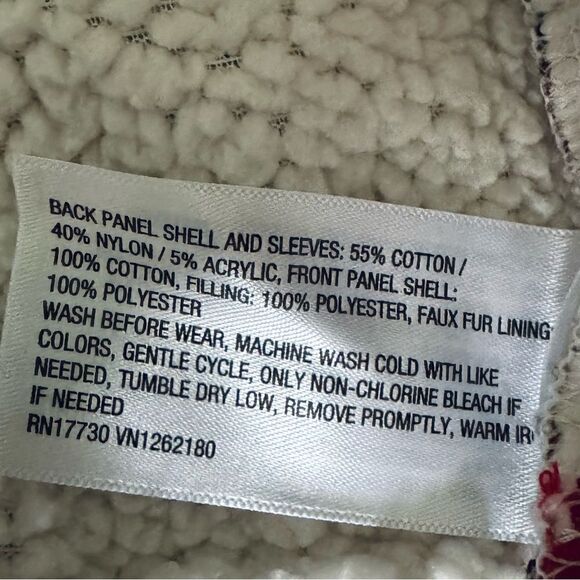 BACK PANEL SHELL AND SLEEVES: 55% COTTON /
40% NYLON / 5% ACRYLIC, FRONT PANEL SHELL:
100% COTTON, FILLING: 100% POLYESTER, FAUX FUR LINING
100% POLYESTER
WASH BEFORE WEAR, MACHINE WASH COLD WITH LIKE
COLORS, GENTLE CYCLE, ONLY NON-CHLORINE BLEACH IF
NEEDED, TUMBLE DRY LOW, REMOVE PROMPTLY, WARM IR
IF NEEDED
RN17730 VN1262180